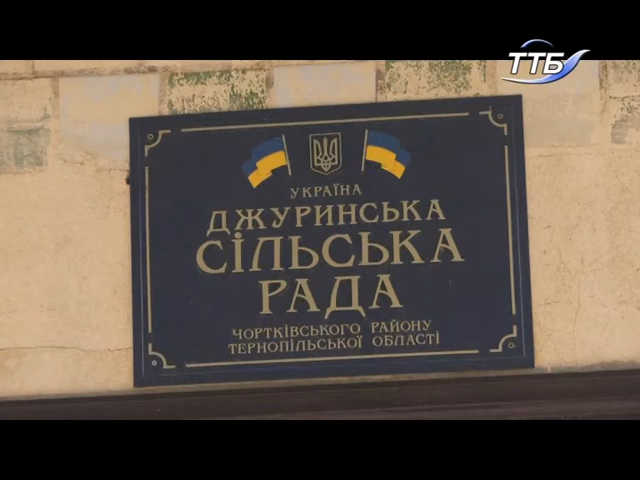 ТТБ
УКРАЇНА
ДЖУРИНСЬКА
СІЛЬСЬКА
РАДА
ЧОРТКІВСЬКОГО РАЙОНУ
ТЕРНОПІЛЬСЬКОЇ ОБЛАСТІ